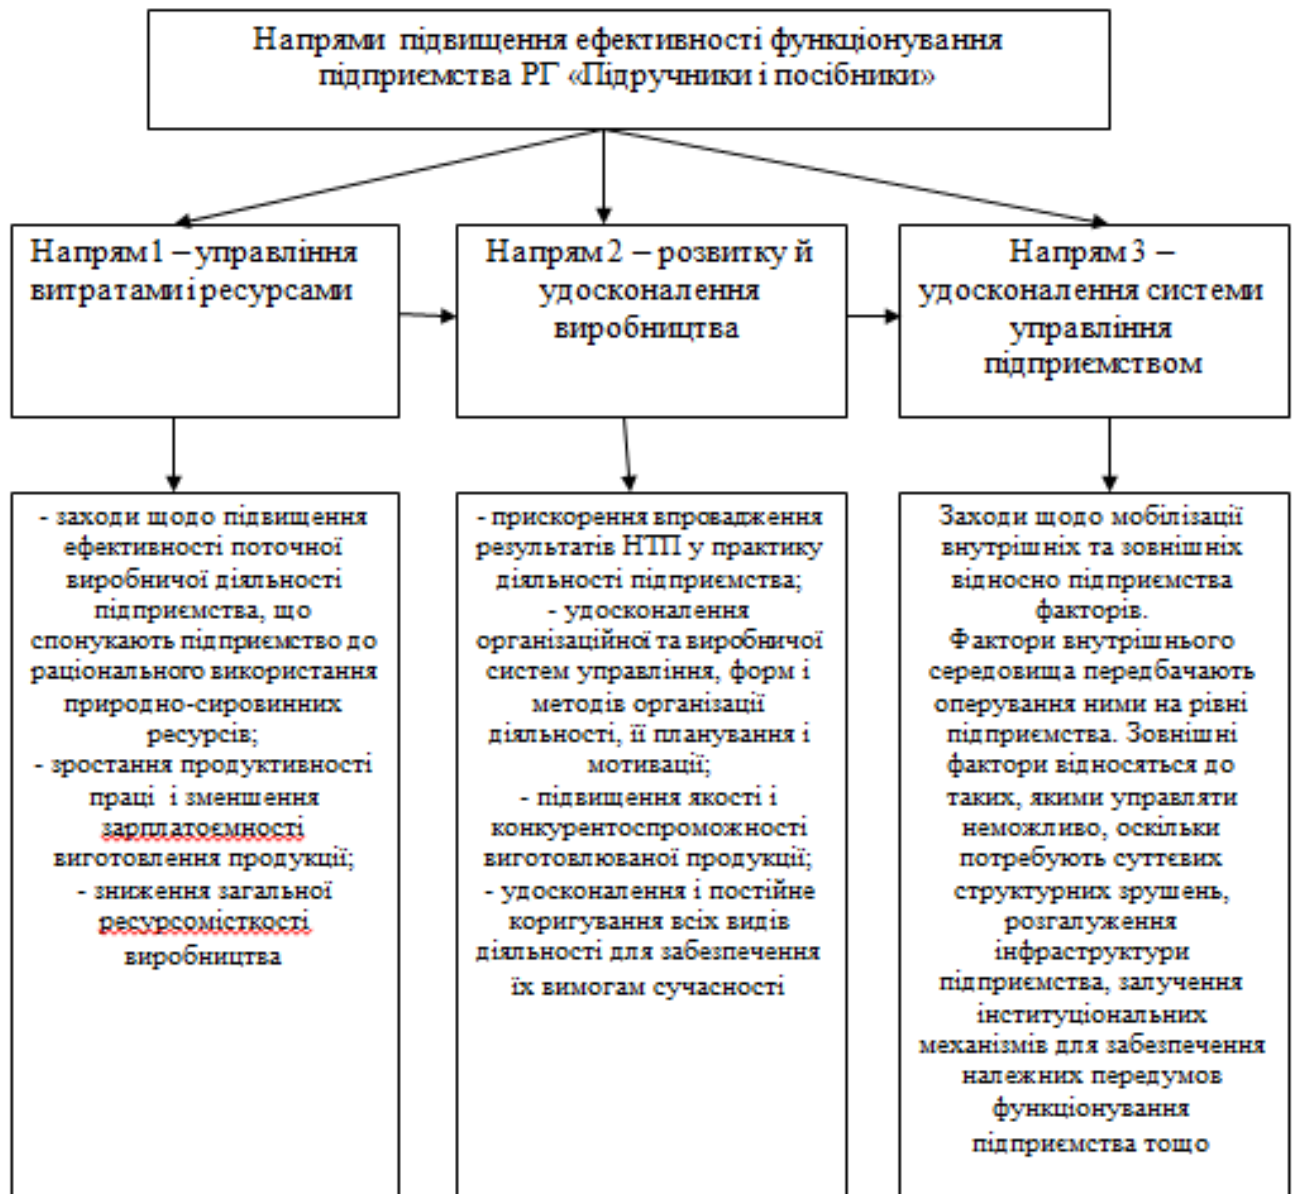 Напрями підвищення ефективності функціонування
підприємства РГ «Підручники і посібники»
Напрям 1 – управління
витратами і ресурсами
Напрям 2 – розвитку й
удосконалення
виробництва
Напрям 3 –
удосконалення системи
управління
підприємством
- заходи щодо підвищення
ефективності поточної
виробничої діяльності
підприємства, що
спонукають підприємство до
раціонального використання
природно-сировинних
ресурсів;
- зростання продуктивності
праці і зменшення
зарплатоємності
виготовлення продукції;
- зниження загальної
ресурсомісткості
виробництва
- прискорення впровадження
результатів НТП у практику
діяльності підприємства;
- удосконалення
організаційної та виробничої
систем управління, форм і
методів організації
діяльності, її планування і
мотивації;
- підвищення якості і
конкурентоспроможності
виготовлюваної продукції;
- удосконалення і постійне
коригування всіх видів
діяльності для забезпечення
їх вимогам сучасності
Заходи щодо мобілізації
внутрішніх та зовнішніх
відносно підприємства
факторів.
Фактори внутрішнього
середовища передбачають
оперування ними на рівні
підприємства. Зовнішні
фактори відносяться до
таких, якими управляти
неможливо, оскільки
потребують суттєвих
структурних зрушень,
розгалуження
інфраструктури
підприємства, залучення
інституціональних
механізмів для забезпечення
належних передумов
функціонування
підприємства тощо